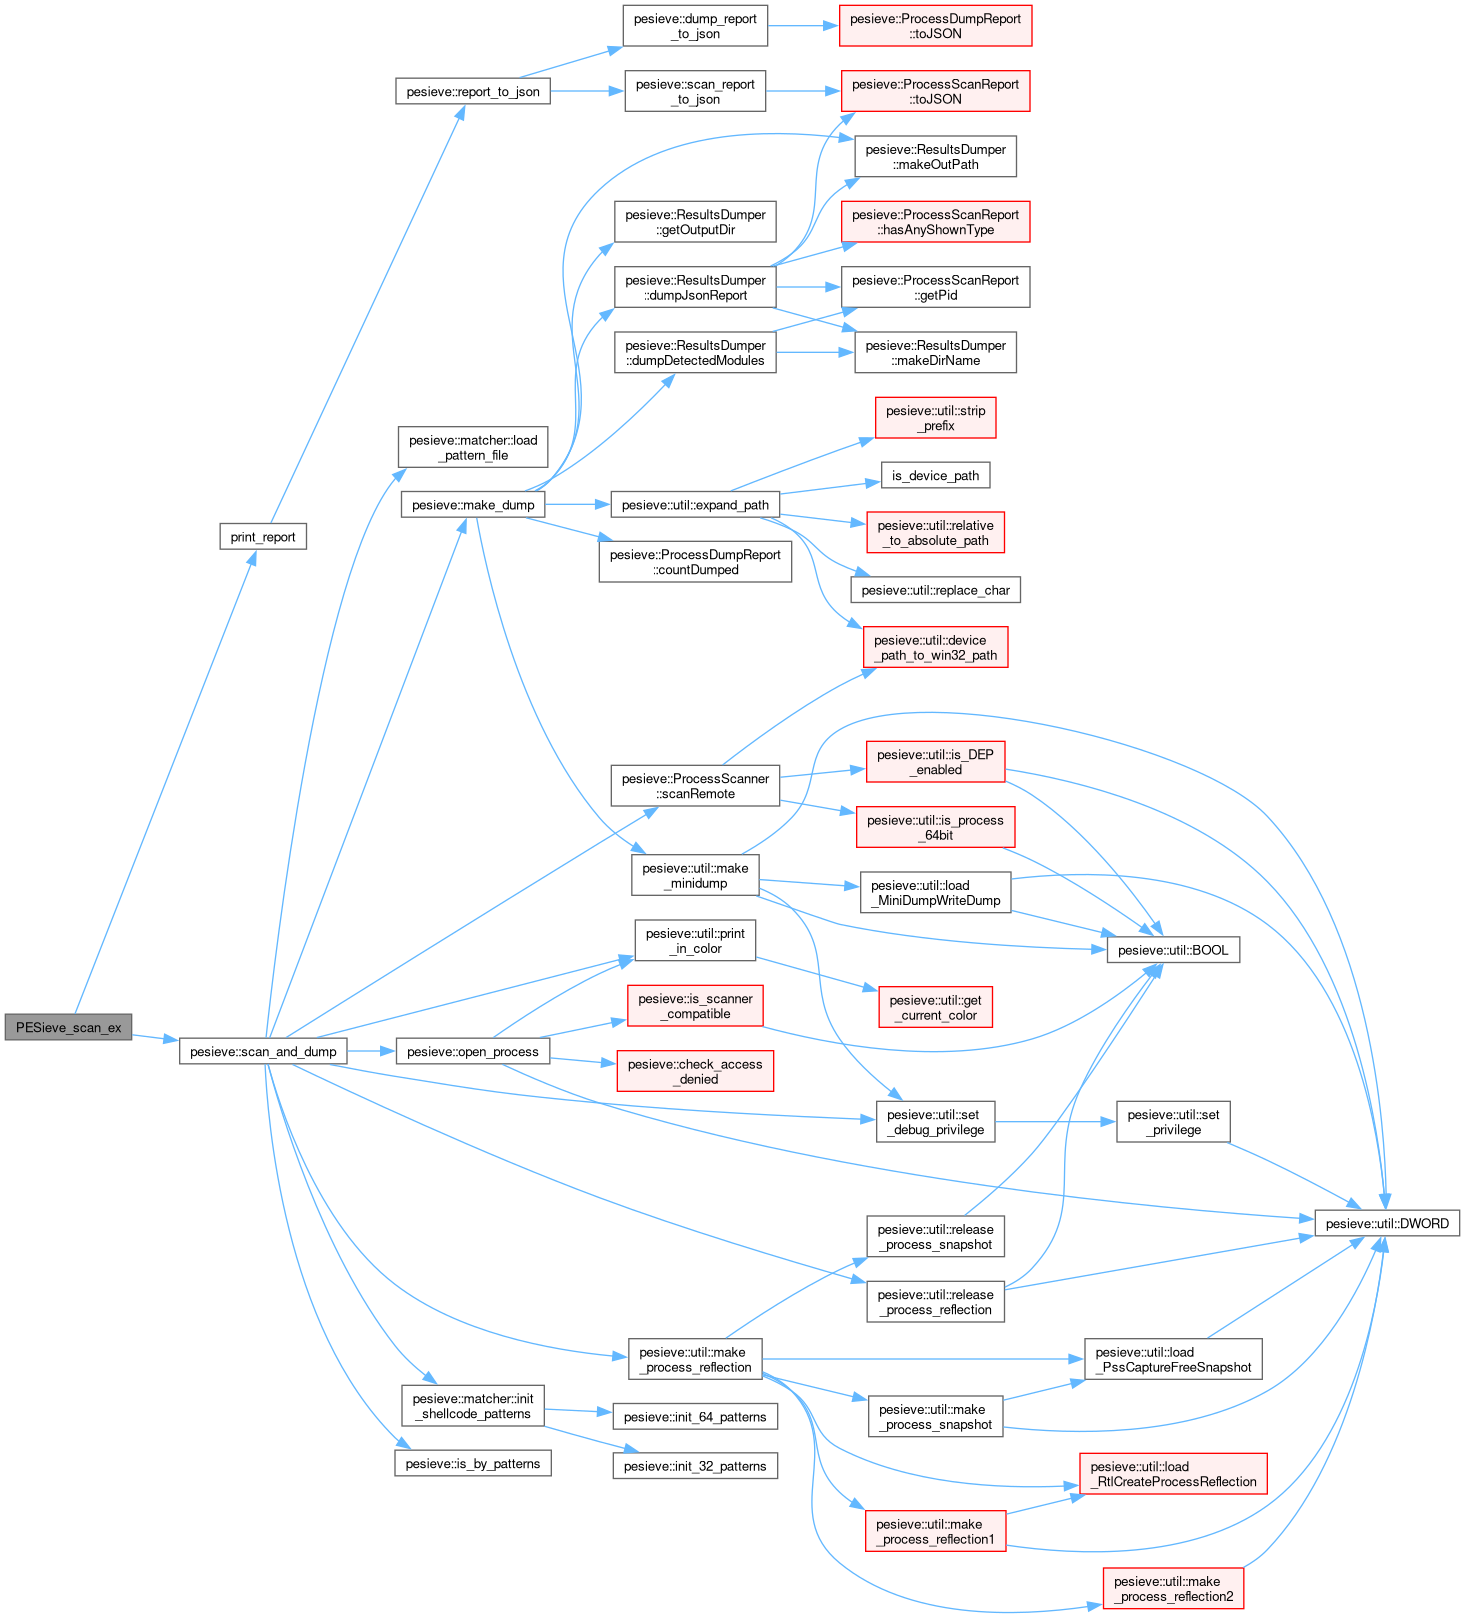 pesieve::dump_report
_to_json
pesieve::ProcessDumpReport
::toJSON
pesieve::report_to_json
pesieve::scan_report
_to_json
pesieve::ProcessScanReport
::toJSON
pesieve::ResultsDumper
::makeOutPath
pesieve::ResultsDumper
::getOutputDir
pesieve::ProcessScanReport
::hasAnyShownType
pesieve::ResultsDumper
::dumpJsonReport
pesieve::ProcessScanReport
::getPid
pesieve::ResultsDumper
::dumpDetectedModules
pesieve::ResultsDumper
::makeDirName
pesieve::util::strip
_prefix
pesieve::matcher::load
_pattern_file
is_device_path
pesieve::make_dump
pesieve::util::expand_path
pesieve::util::relative
_to_absolute_path
print_report
pesieve::ProcessDumpReport
::countDumped
pesieve::util::replace_char
pesieve::util::device
_path_to_win32_path
pesieve::ProcessScanner
::scanRemote
pesieve::util::is_DEP
_enabled
pesieve::util::is_process
_64bit
pesieve::util::make
_minidump
pesieve::util::load
_MiniDumpWriteDump
pesieve::util::print
_in_color
pesieve::util::BOOL
pesieve::is_scanner
_compatible
pesieve::util::get
_current_color
PESieve_scan_ex
pesieve::scan_and_dump
pesieve::open_process
pesieve::check_access
_denied
pesieve::util::set
_debug_privilege
pesieve::util::set
_privilege
pesieve::util::release
_process_snapshot
pesieve::util::DWORD
pesieve::util::release
_process_reflection
pesieve::util::make
_process_reflection
pesieve::util::load
_PssCaptureFreeSnapshot
pesieve::matcher::init
_shellcode_patterns
pesieve::init_64_patterns
pesieve::util::make
_process_snapshot
pesieve::is_by_patterns
pesieve::init_32_patterns
pesieve::util::load
_RtlCreateProcessReflection
pesieve::util::make
_process_reflection1
pesieve::util::make
_process_reflection2